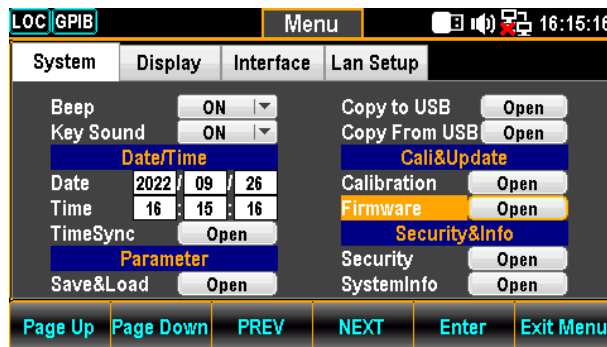 LOC GPIB Menu 16:15:16
System Display Interface Lan Setup
Beep ON Copy to USB Open
Key Sound ON Copy From USB Open
Date/Time Cali&Update
Date 2022 / 09 / 26 Calibration Open
Time 16 : 15 : 16 Firmware Open
TimeSync Open Security&Info
Parameter Security Open
Save&Load Open SystemInfo Open
Page Up Page Down PREV NEXT Enter Exit Menu